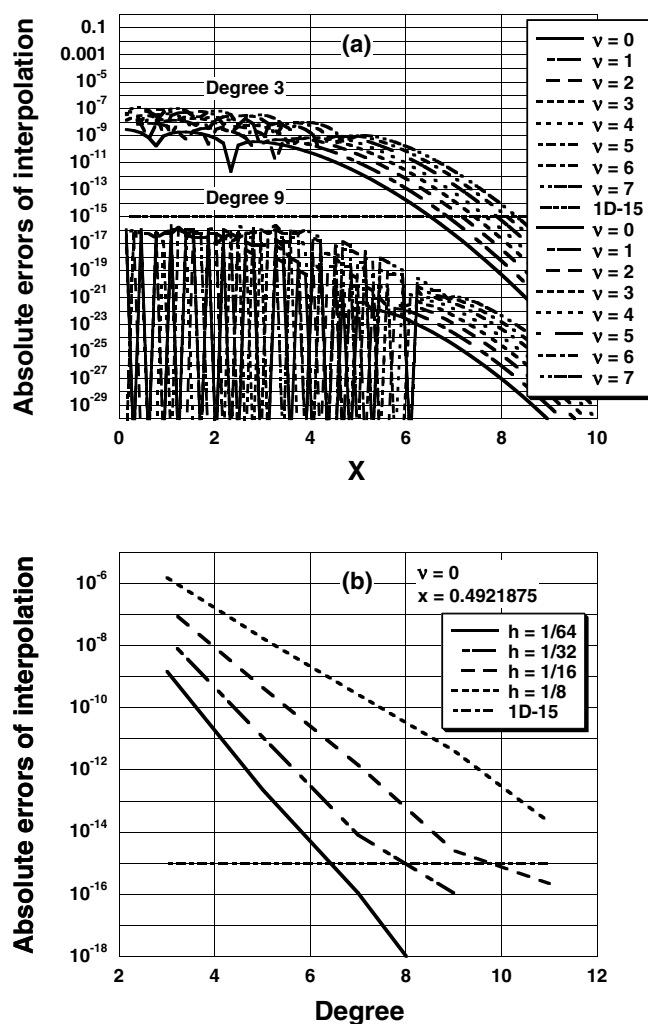 Absolute errors of interpolation
0.1
0.001
10^-5
10^-7
10^-9
10^-11
10^-13
10^-15
10^-17
10^-19
10^-21
10^-23
10^-25
10^-27
10^-29
(a)
Degree 3
Degree 9
ν = 0
ν = 1
ν = 2
ν = 3
ν = 4
ν = 5
ν = 6
ν = 7
1D-15
ν = 0
ν = 1
ν = 2
ν = 3
ν = 4
ν = 5
ν = 6
ν = 7
0 2 4 6 8 10
X
Absolute errors of interpolation
10^-6
10^-8
10^-10
10^-12
10^-14
10^-16
10^-18
(b)
ν = 0
x = 0.4921875
h = 1/64
h = 1/32
h = 1/16
h = 1/8
1D-15
2 4 6 8 10 12
Degree